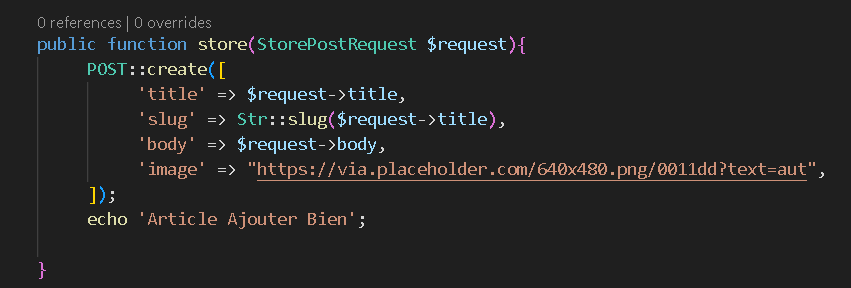 0 references | 0 overrides
public function store(StorePostRequest $request){
POST::create([
'title' => $request->title,
'slug' => Str::slug($request->title),
'body' => $request->body,
'image' => "https://via.placeholder.com/640x480.png/0011dd?text=aut",
]);
echo 'Article Ajouter Bien';
}